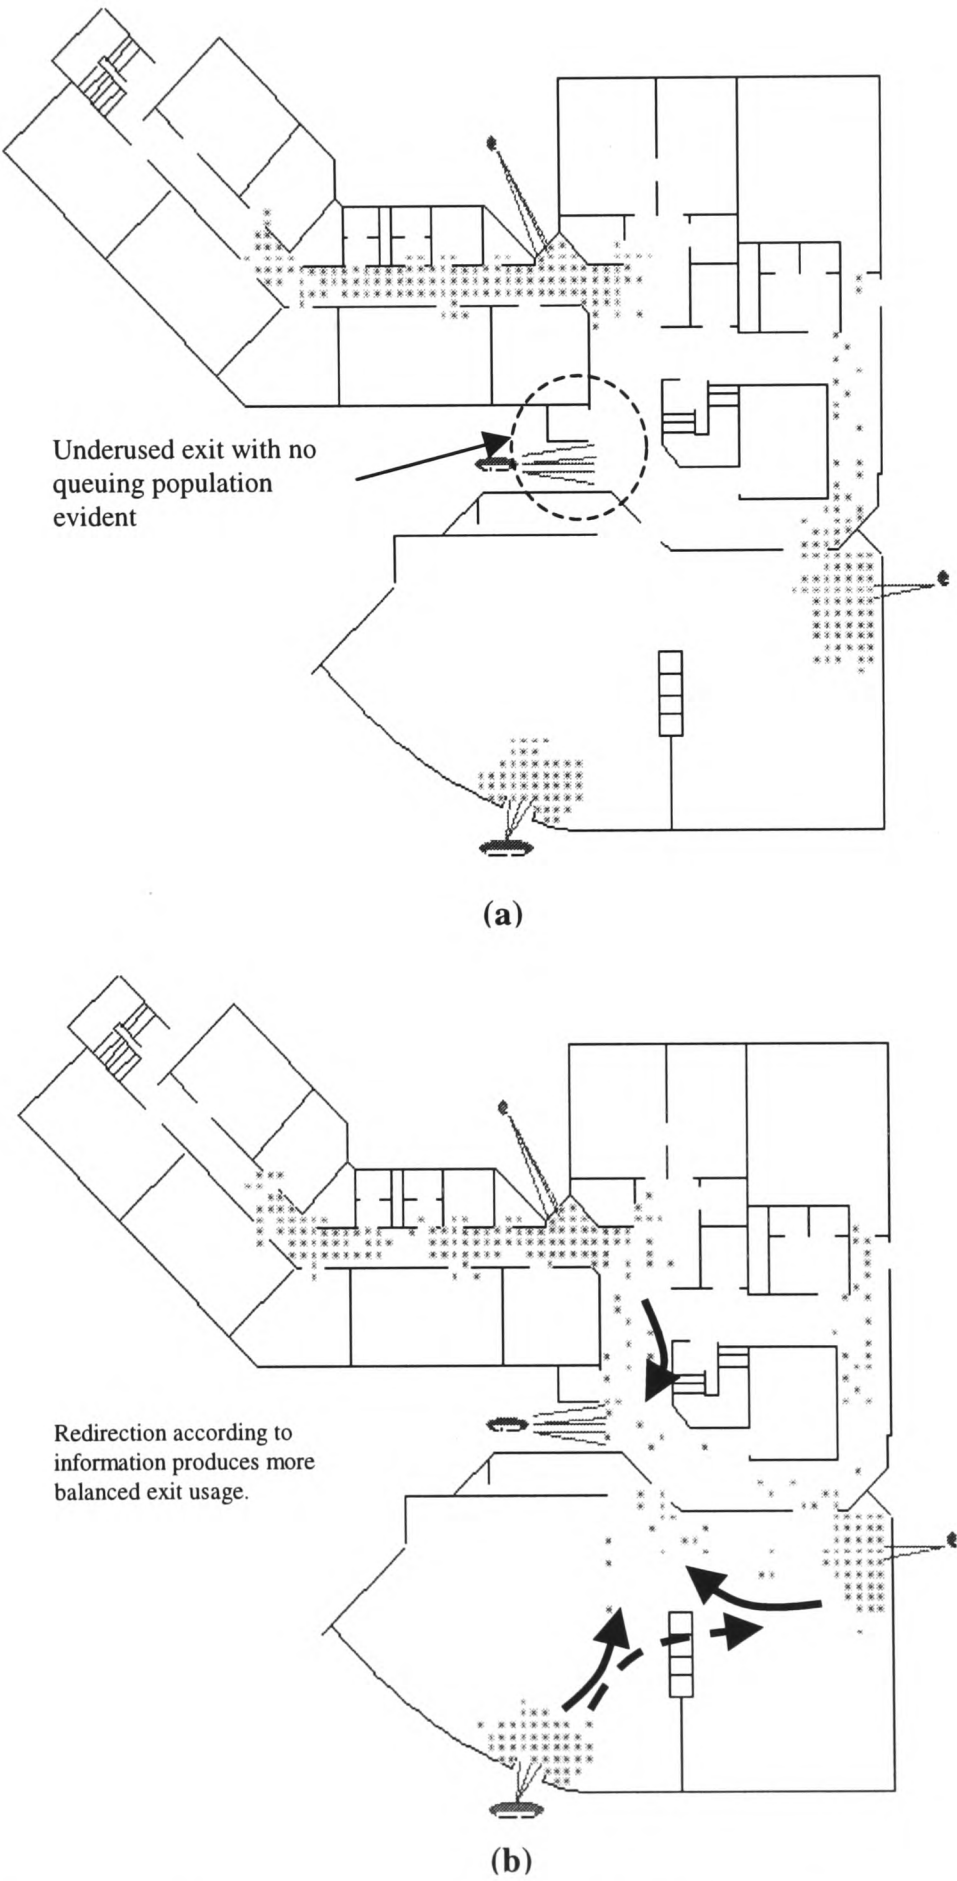 Underused exit with no
queuing population
evident
(a)
Redirection according to
information produces more
balanced exit usage.
(b)